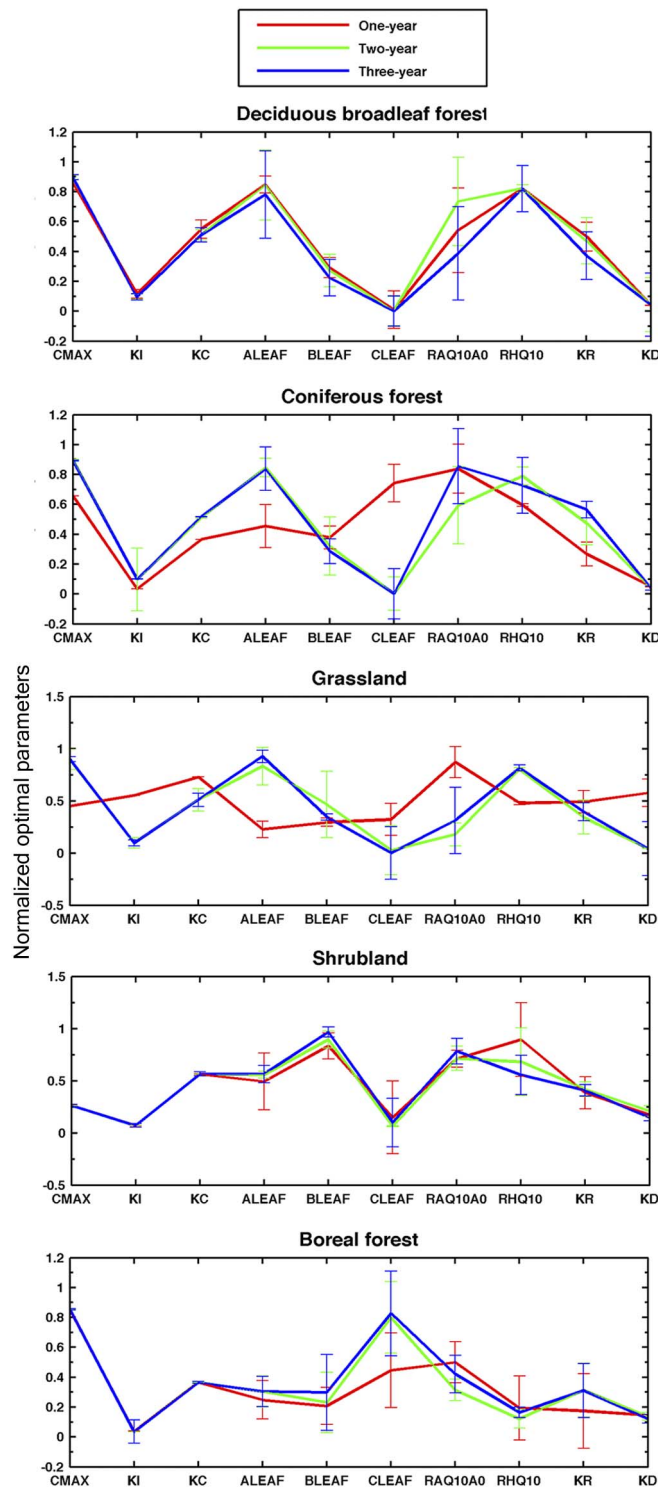 One-year
Two-year
Three-year
Deciduous broadleaf forest
1.2
1
0.8
0.6
0.4
0.2
0
-0.2
CMAX KI KC ALEAF BLEAF CLEAF RAQ10A0 RHQ10 KR KD
Coniferous forest
1.2
1
0.8
0.6
0.4
0.2
0
-0.2
CMAX KI KC ALEAF BLEAF CLEAF RAQ10A0 RHQ10 KR KD
Normalized optimal parameters
Grassland
1.5
1
0.5
0
-0.5
CMAX KI KC ALEAF BLEAF CLEAF RAQ10A0 RHQ10 KR KD
Shrubland
1.5
1
0.5
0
-0.5
CMAX KI KC ALEAF BLEAF CLEAF RAQ10A0 RHQ10 KR KD
Boreal forest
1.2
1
0.8
0.6
0.4
0.2
0
-0.2
CMAX KI KC ALEAF BLEAF CLEAF RAQ10A0 RHQ10 KR KD